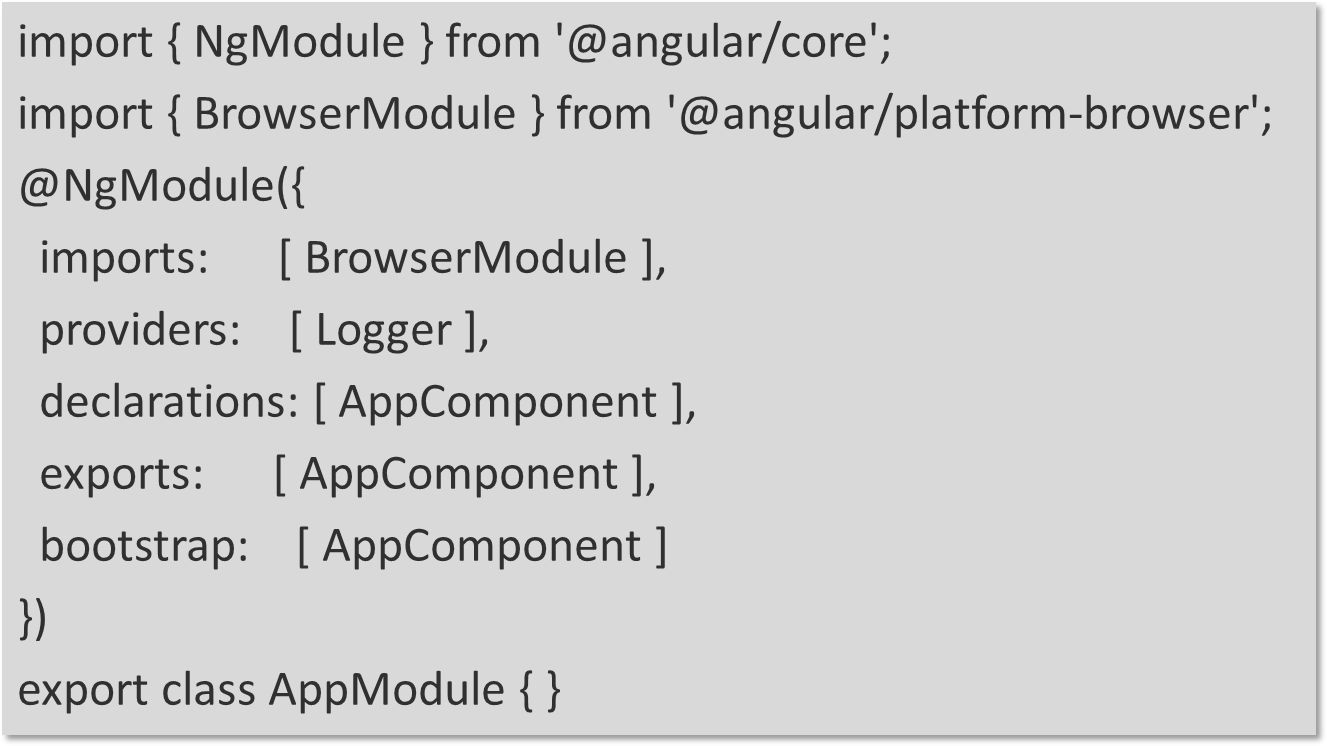 import { NgModule } from '@angular/core';
import { BrowserModule } from '@angular/platform-browser';
@NgModule({
  imports:      [ BrowserModule ],
  providers:    [ Logger ],
  declarations: [ AppComponent ],
  exports:      [ AppComponent ],
  bootstrap:    [ AppComponent ]
})
export class AppModule { }